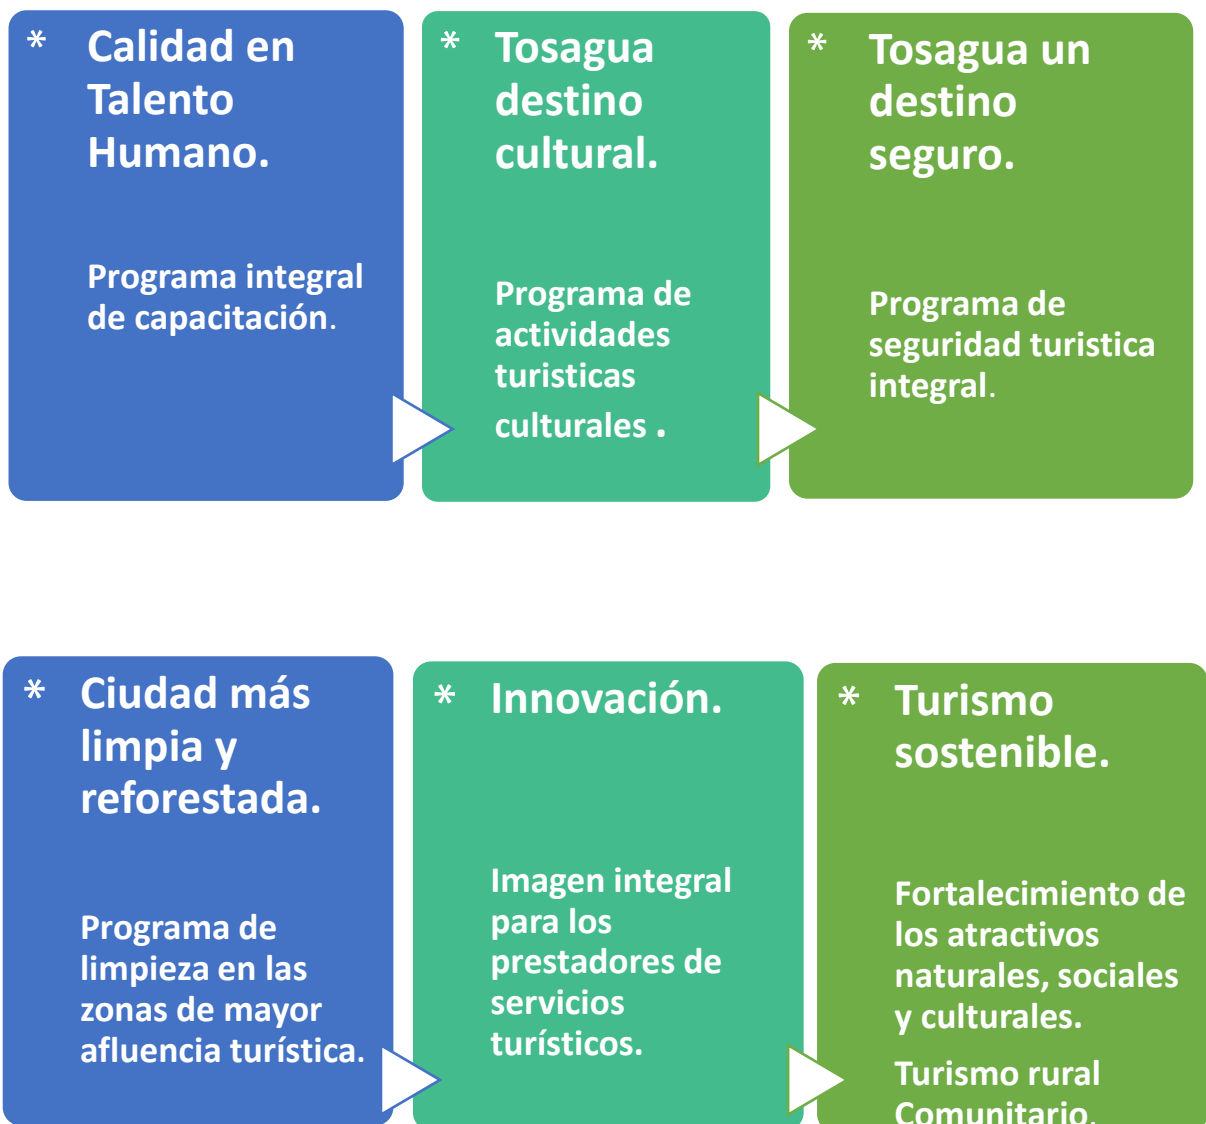 * Calidad en
Talento
Humano.
Programa integral
de capacitación.
* Tosagua
destino
cultural.
Programa de
actividades
turisticas
culturales .
* Tosagua un
destino
seguro.
Programa de
seguridad turistica
integral.
* Ciudad más
limpia y
reforestada.
Programa de
limpieza en las
zonas de mayor
afluencia turística.
* Innovación.
Imagen integral
para los
prestadores de
servicios
turísticos.
* Turismo
sostenible.
Fortalecimiento de
los atractivos
naturales, sociales
y culturales.
Turismo rural
Comunitario.